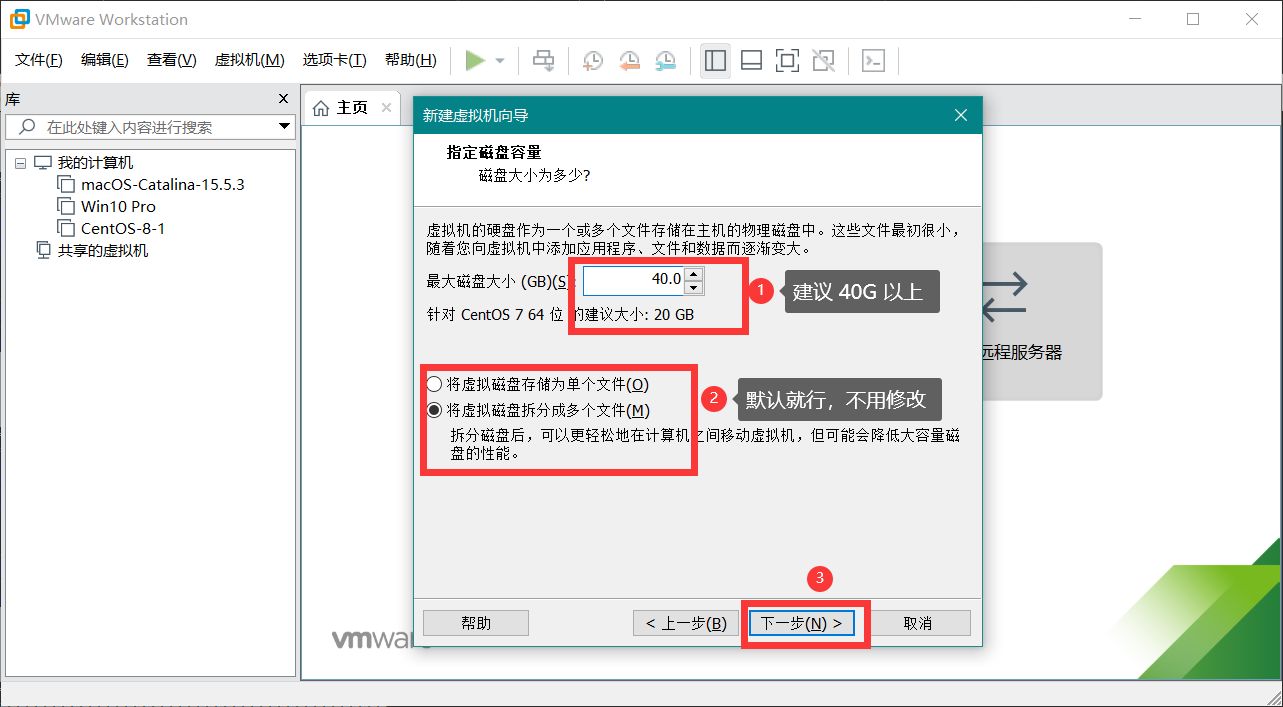 VMware Workstation
文件(F) 编辑(E) 查看(V) 虚拟机(M) 选项卡(T) 帮助(H)
库
在此处键入内容进行搜索
我的计算机
macOS-Catalina-15.5.3
Win10 Pro
CentOS-8-1
共享的虚拟机
主页
新建虚拟机向导
指定磁盘容量
磁盘大小为多少?
虚拟机的硬盘作为一个或多个文件存储在主机的物理磁盘中。这些文件最初很小，
随着您向虚拟机中添加应用程序、文件和数据而逐渐变大。
最大磁盘大小 (GB)(S): 40.0
1 建议 40G 以上
针对 CentOS 7 64 位 的建议大小: 20 GB
将虚拟磁盘存储为单个文件(O)
将虚拟磁盘拆分成多个文件(M)
2 默认就行，不用修改
拆分磁盘后，可以更轻松地在计算机之间移动虚拟机，但可能会降低大容量磁
盘的性能。
3
帮助 < 上一步(B) 下一步(N) > 取消
远程服务器
vmwar